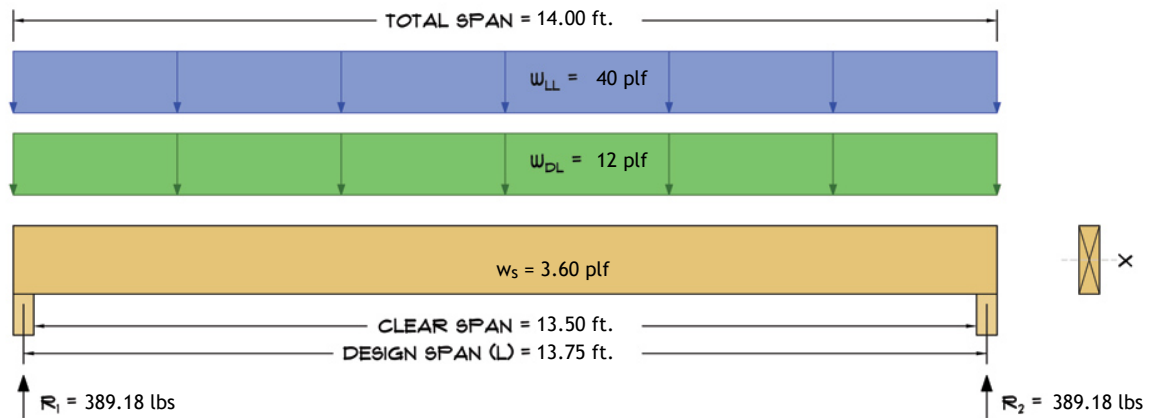 TOTAL SPAN = 14.00 ft.
WLL = 40 plf
WDL = 12 plf
ws = 3.60 plf
X
CLEAR SPAN = 13.50 ft.
DESIGN SPAN (L) = 13.75 ft.
R1 = 389.18 lbs
R2 = 389.18 lbs